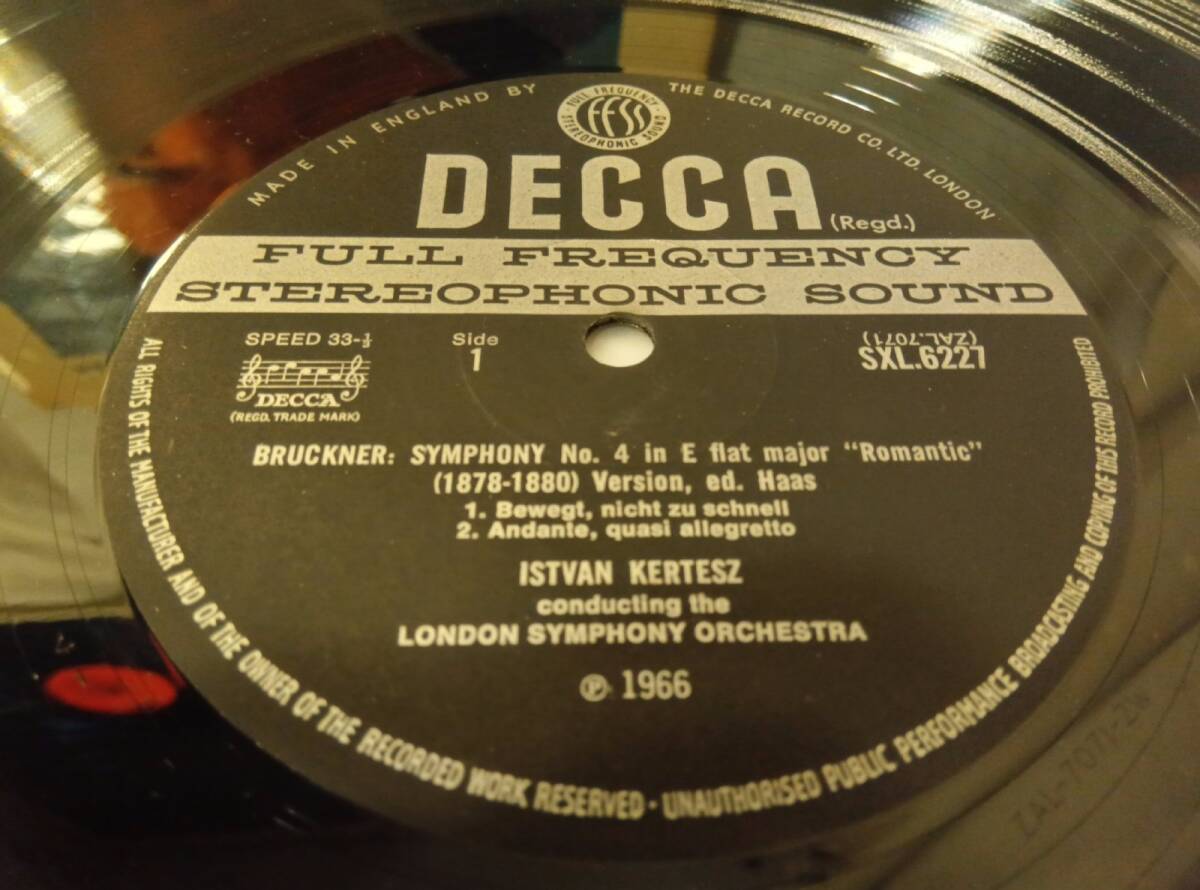 MADE IN ENGLAND BY
THE DECCA RECORD CO. LTD. LONDON
FULL FREQUENCY
FFSS
STEREOPHONIC SOUND
DECCA (Regd.)
FULL FREQUENCY
STEREOPHONIC SOUND
SPEED 33-⅓
Side
1
(ZAL.7071)
SXL.6227
DECCA
(REGD. TRADE MARK)
BRUCKNER: SYMPHONY No. 4 in E flat major "Romantic"
(1878-1880) Version, ed. Haas
1. Bewegt, nicht zu schnell
2. Andante, quasi allegretto
ISTVAN KERTESZ
conducting the
LONDON SYMPHONY ORCHESTRA
℗ 1966
ALL RIGHTS OF THE MANUFACTURER AND OF THE OWNER OF THE RECORDED WORK RESERVED · UNAUTHORISED PUBLIC PERFORMANCE BROADCASTING AND COPYING OF THIS RECORD PROHIBITED